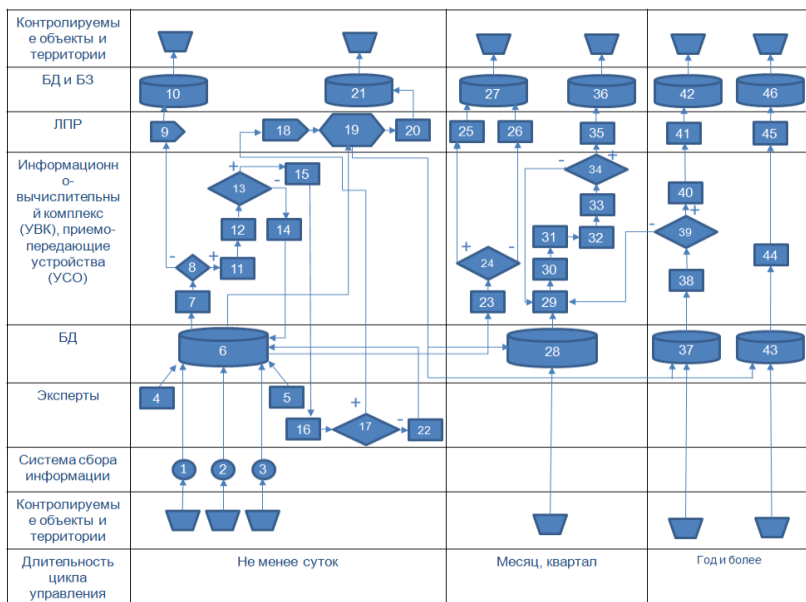 Контролируемы
е объекты и
территории
БД и БЗ
10
21
27
36
42
46
ЛПР
9
18
19
20
25
26
35
41
45
Информационн
о-
вычислительны
й комплекс
(УВК), приемо-
передающие
устройства
(УСО)
+
-
13
15
14
12
11
-
8
+
7
-
+
34
33
32
31
30
29
+
-
24
23
40
-
+
39
38
44
БД
6
28
37
43
Эксперты
4
5
+
-
16
17
22
Система сбора
информации
1
2
3
Контролируемы
е объекты и
территории
Длительность
цикла
управления
Не менее суток
Месяц, квартал
Год и более